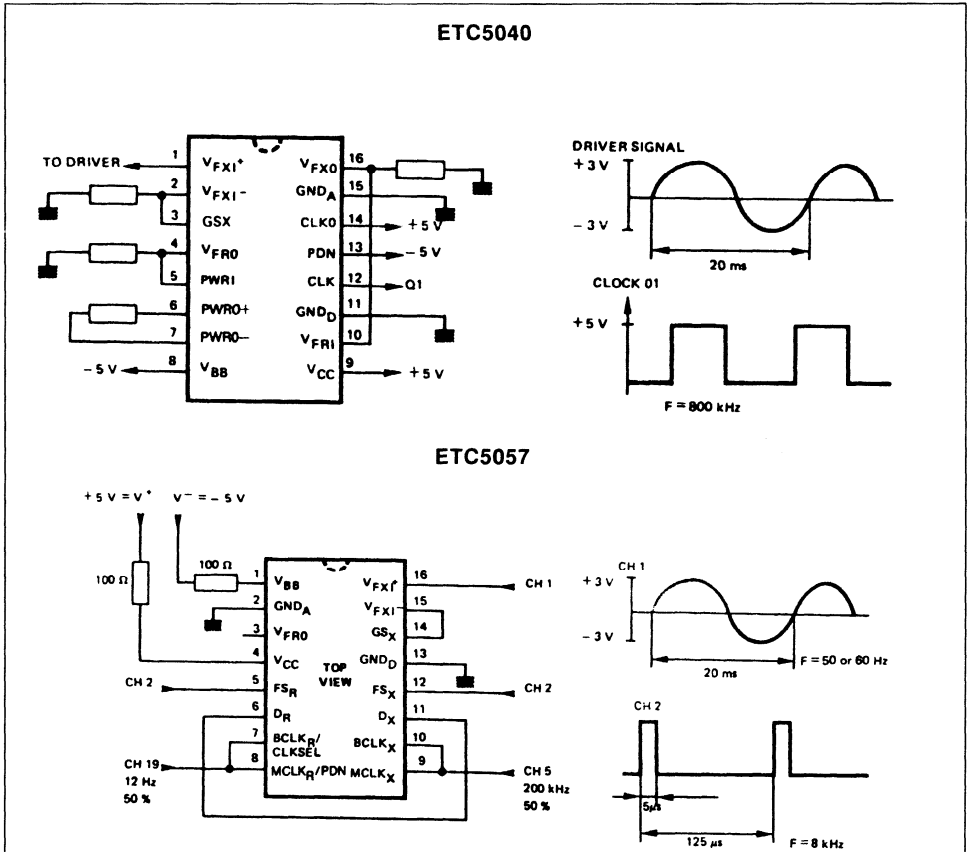 ETC5040
TO DRIVER
1
VFXI+
2
VFXI-
3
GSX
4
VFR0
5
PWRI
6
PWR0+
7
PWR0-
- 5 V
8
VBB
VFX0
16
GNDA
15
CLK0
14
+ 5 V
PDN
13
- 5 V
CLK
12
Q1
GNDD
11
VFRI
10
VCC
9
+ 5 V
DRIVER SIGNAL
+ 3 V
- 3 V
20 ms
CLOCK 01
+5 V
F = 800 kHz
ETC5057
+ 5 V = V+
V- = - 5 V
100 Ω
100 Ω
1
VBB
2
GNDA
3
VFR0
4
VCC
CH 2
5
FSR
6
DR
7
BCLKR/
CLKSEL
8
MCLKR/PDN
CH 19
12 Hz
50 %
TOP
VIEW
VFXI+
16
CH 1
VFXI-
15
GSX
14
GNDD
13
FSX
12
CH 2
DX
11
BCLKX
10
MCLKX
9
CH 5
200 kHz
50 %
CH 1
+ 3 V
- 3 V
20 ms
F = 50 or 60 Hz
CH 2
5µs
125 µs
F = 8 kHz